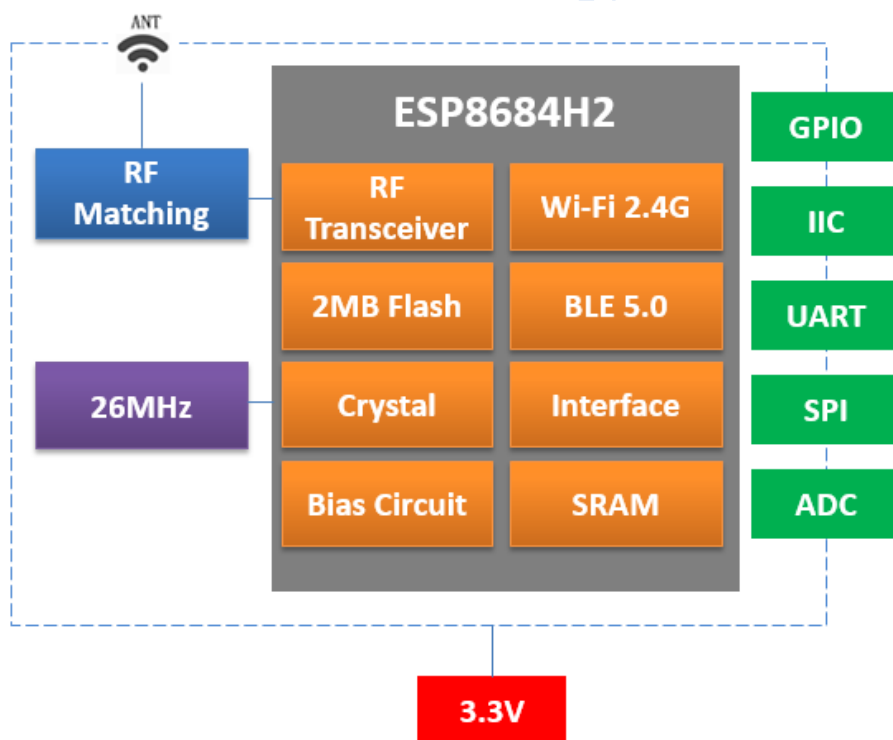 ANT
ESP8684H2
GPIO
RF
Matching
RF
Transceiver
Wi-Fi 2.4G
IIC
2MB Flash
BLE 5.0
UART
26MHz
Crystal
Interface
SPI
Bias Circuit
SRAM
ADC
3.3V